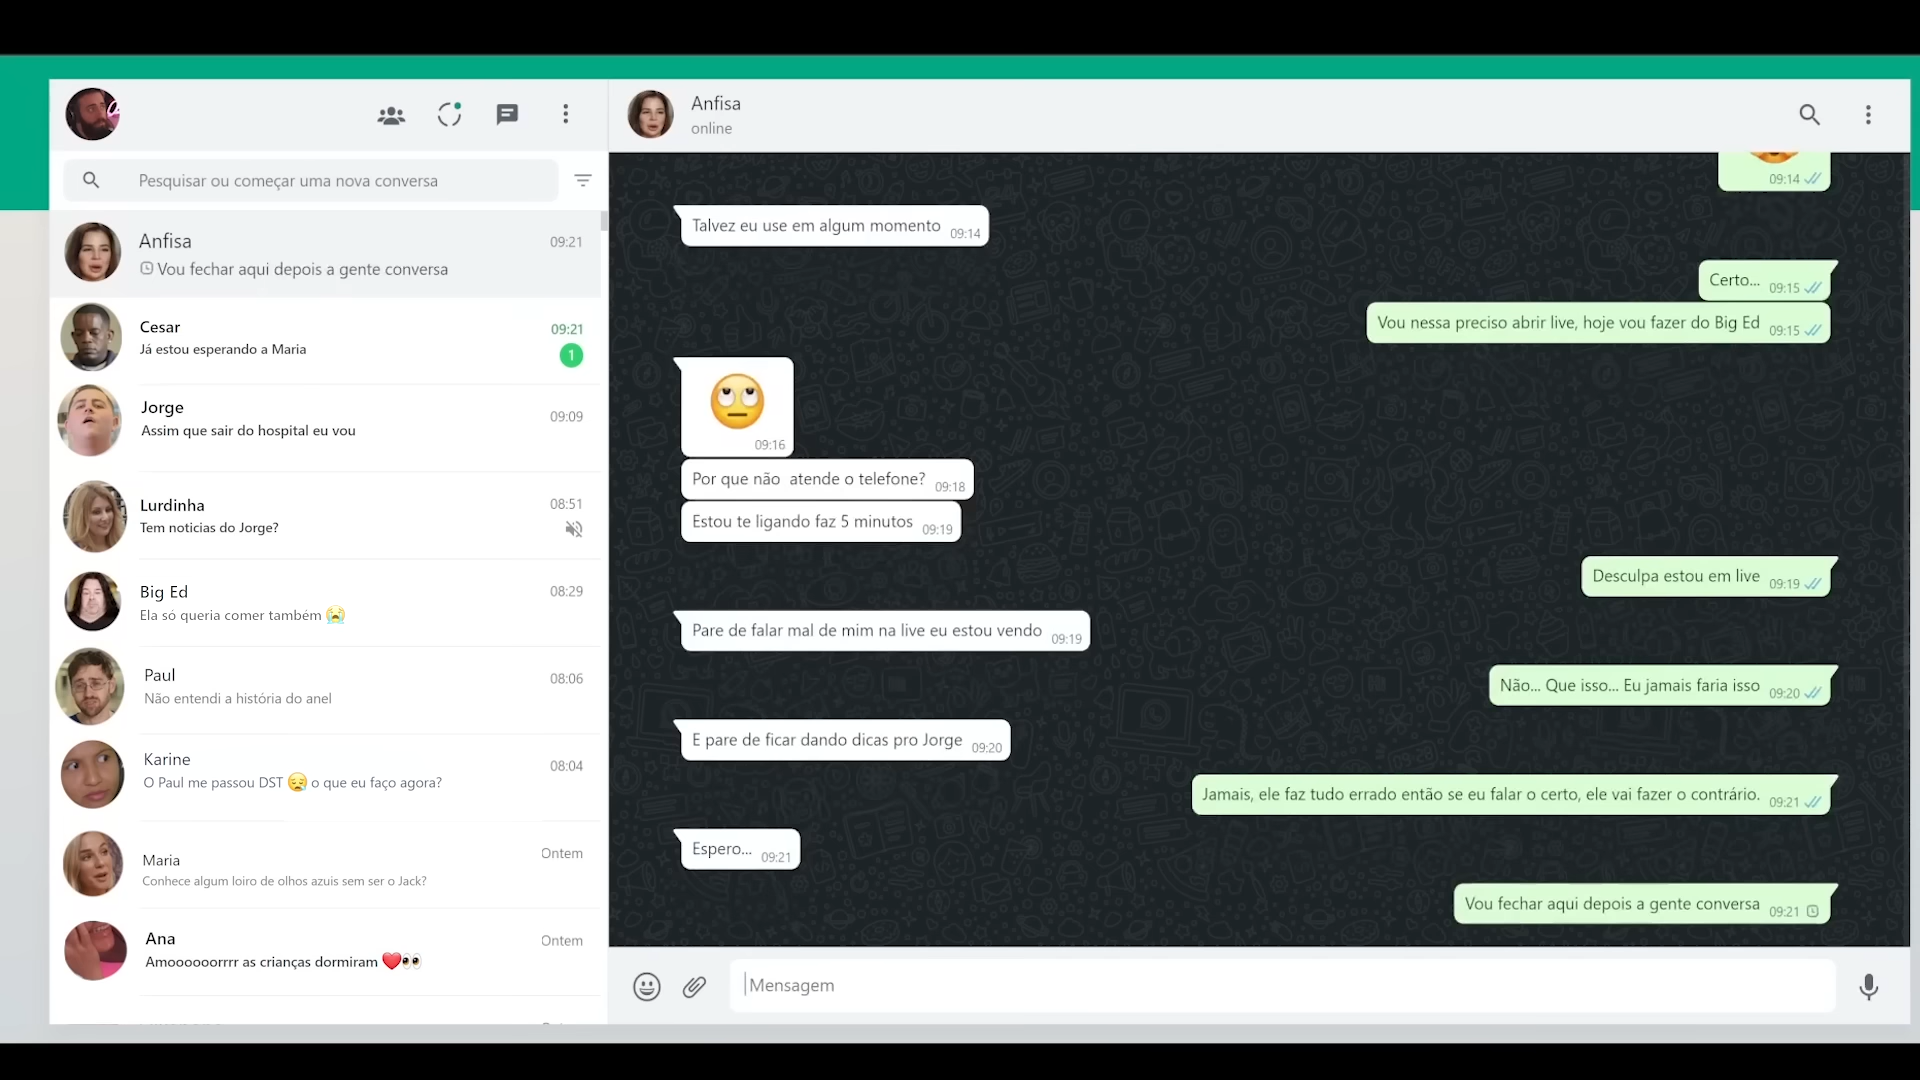 Pesquisar ou começar uma nova conversa
Anfisa
09:21
Vou fechar aqui depois a gente conversa
Cesar
09:21
Já estou esperando a Maria
1
Jorge
09:09
Assim que sair do hospital eu vou
Lurdinha
08:51
Tem noticias do Jorge?
Big Ed
08:29
Ela só queria comer também 😭
Paul
08:06
Não entendi a história do anel
Karine
08:04
O Paul me passou DST 😥 o que eu faço agora?
Maria
Ontem
Conhece algum loiro de olhos azuis sem ser o Jack?
Ana
Ontem
Amoooooorrrr as crianças dormiram ❤️👀
Anfisa
online
09:14
Talvez eu use em algum momento 09:14
Certo... 09:15
Vou nessa preciso abrir live, hoje vou fazer do Big Ed 09:15
🙄
09:16
Por que não  atende o telefone? 09:18
Estou te ligando faz 5 minutos 09:19
Desculpa estou em live 09:19
Pare de falar mal de mim na live eu estou vendo 09:19
Não... Que isso... Eu jamais faria isso 09:20
E pare de ficar dando dicas pro Jorge 09:20
Jamais, ele faz tudo errado então se eu falar o certo, ele vai fazer o contrário. 09:21
Espero... 09:21
Vou fechar aqui depois a gente conversa 09:21
Mensagem